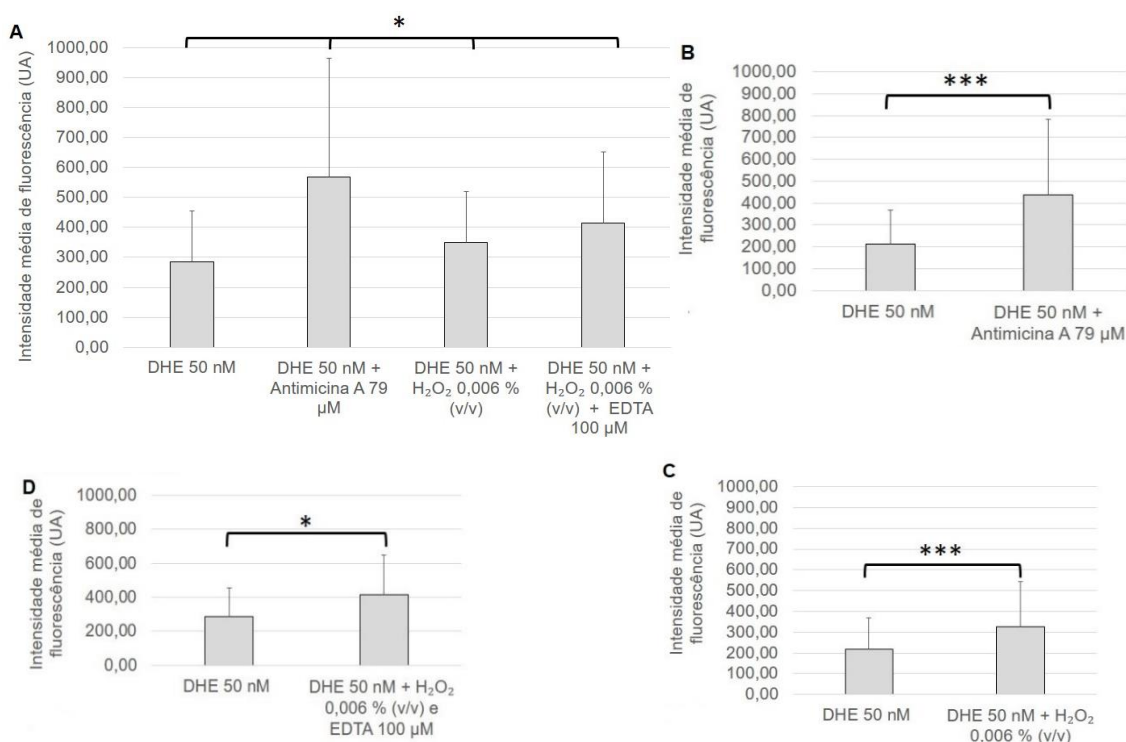 A
*
Intensidade média de fluorescência (UA)
1000,00
900,00
800,00
700,00
600,00
500,00
400,00
300,00
200,00
100,00
0,00
DHE 50 nM
DHE 50 nM +
Antimicina A 79
µM
DHE 50 nM +
H₂O₂ 0,006 %
(v/v)
DHE 50 nM +
H₂O₂ 0,006 %
(v/v) + EDTA
100 µM
B
***
Intensidade média de
fluorescência (UA)
1000,00
900,00
800,00
700,00
600,00
500,00
400,00
300,00
200,00
100,00
0,00
DHE 50 nM
DHE 50 nM +
Antimicina A 79 µM
D
*
Intensidade média de
fluorescência (UA)
1000,00
800,00
600,00
400,00
200,00
0,00
DHE 50 nM
DHE 50 nM + H₂O₂
0,006 % (v/v) e
EDTA 100 µM
C
***
Intensidade média de
fluorescência (UA)
1000,00
900,00
800,00
700,00
600,00
500,00
400,00
300,00
200,00
100,00
0,00
DHE 50 nM
DHE 50 nM + H₂O₂
0,006 % (v/v)